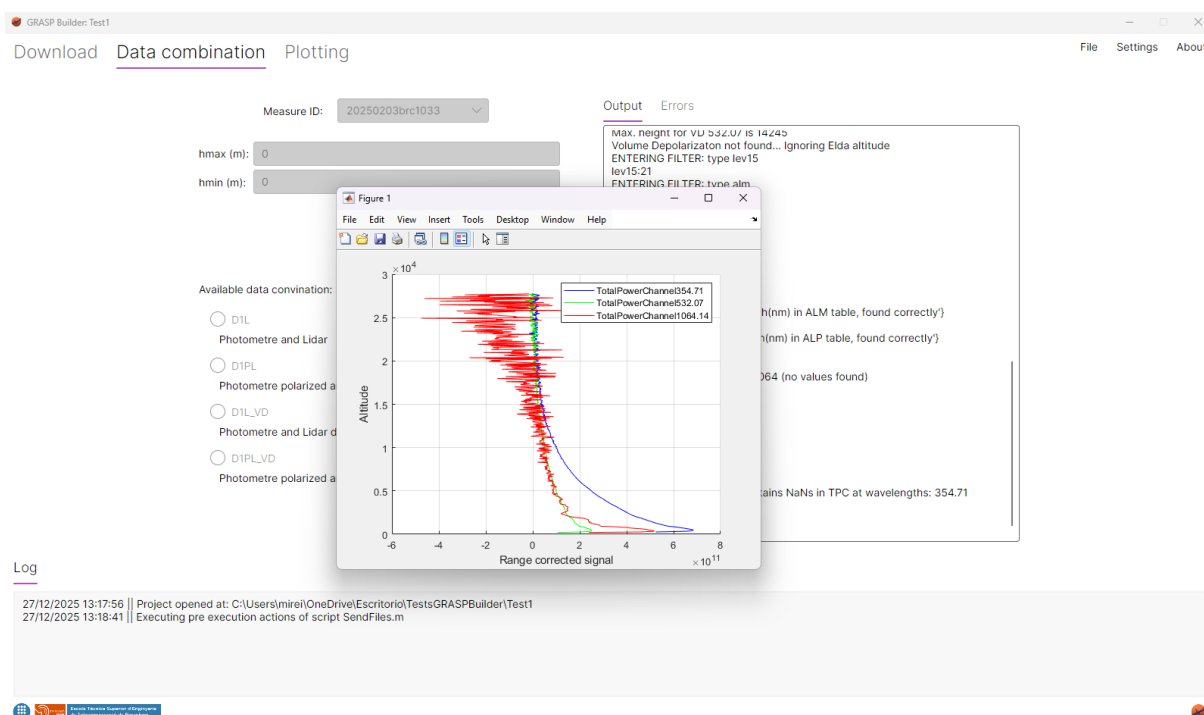 GRASP Builder: Test1
Download Data combination Plotting
File Settings About
Measure ID: 20250203brc1033
hmax (m): 0
hmin (m): 0
Available data convination:
D1L
Photometre and Lidar
D1PL
Photometre polarized a
D1L_VD
Photometre and Lidar d
D1PL_VD
Photometre polarized a
Output Errors
Max. height for VD 532.07 is 14245
Volume Depolarizaton not found... Ignoring Elda altitude
ENTERING FILTER: type lev15
lev15:21
ENTERING FILTER: type alm
h(nm) in ALM table, found correctly'}
(nm) in ALP table, found correctly'}
064 (no values found)
tains NaNs in TPC at wavelengths: 354.71
Figure 1
File Edit View Insert Tools Desktop Window Help
×10^4
3
2.5
2
1.5
1
0.5
0
Altitude
-6 -4 -2 0 2 4 6 8
Range corrected signal
×10^11
TotalPowerChannel354.71
TotalPowerChannel532.07
TotalPowerChannel1064.14
Log
27/12/2025 13:17:56 || Project opened at: C:\Users\mirei\OneDrive\Escritorio\TestsGRASPBuilder\Test1
27/12/2025 13:18:41 || Executing pre execution actions of script SendFiles.m
Escola Tècnica Superior d'Enginyeria